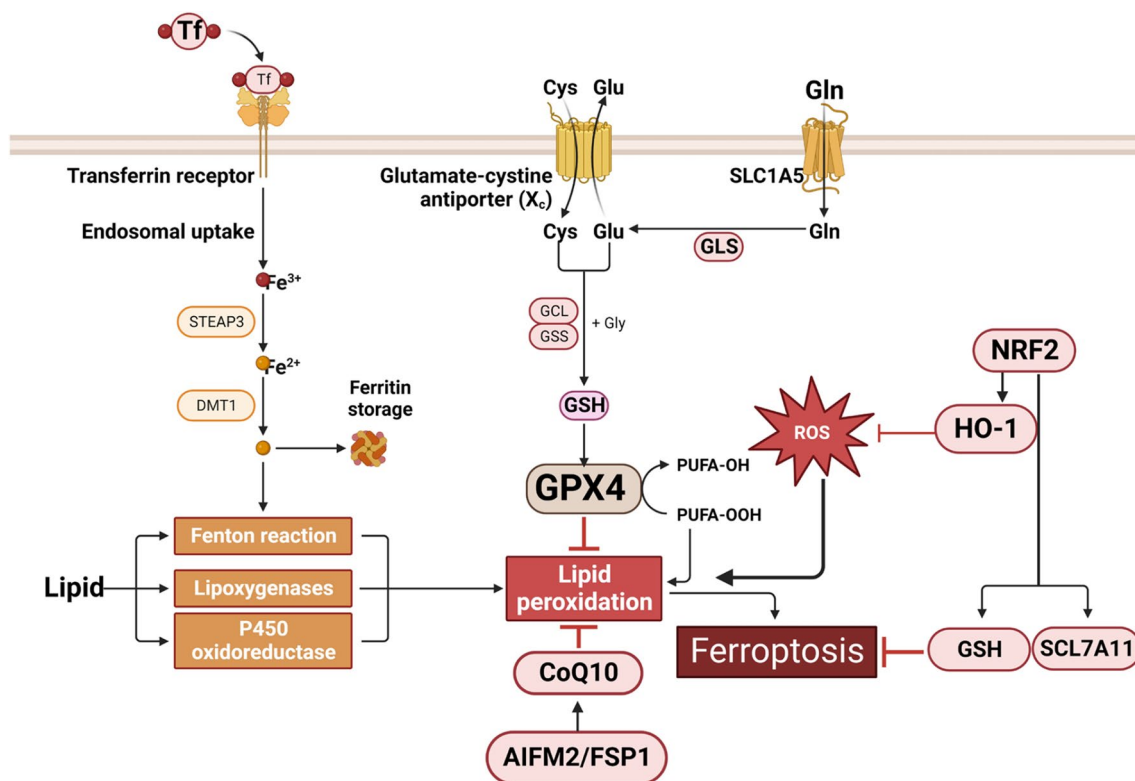 Tf
Tf
Cys
Glu
Gln
Transferrin receptor
Glutamate-cystine
antiporter (Xc)
SLC1A5
Endosomal uptake
Cys
Glu
GLS
Gln
Fe3+
STEAP3
GCL
GSS
+ Gly
Fe2+
DMT1
Ferritin
storage
GSH
NRF2
HO-1
ROS
GPX4
PUFA-OH
PUFA-OOH
Lipid
Fenton reaction
Lipoxygenases
P450
oxidoreductase
Lipid
peroxidation
Ferroptosis
GSH
SCL7A11
CoQ10
AIFM2/FSP1